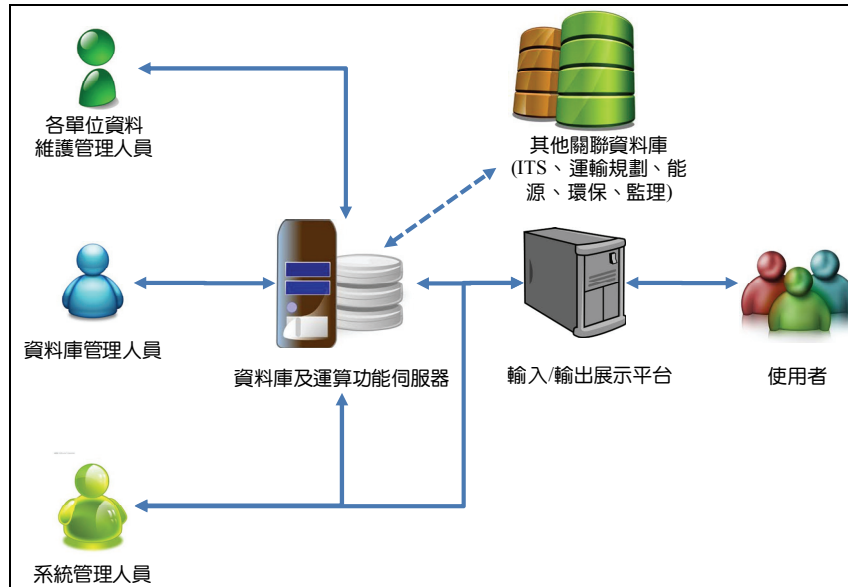 各單位資料
維護管理人員
其他關聯資料庫
(ITS、運輸規劃、能
源、環保、監理)
資料庫管理人員
資料庫及運算功能伺服器
輸入/輸出展示平台
使用者
系統管理人員